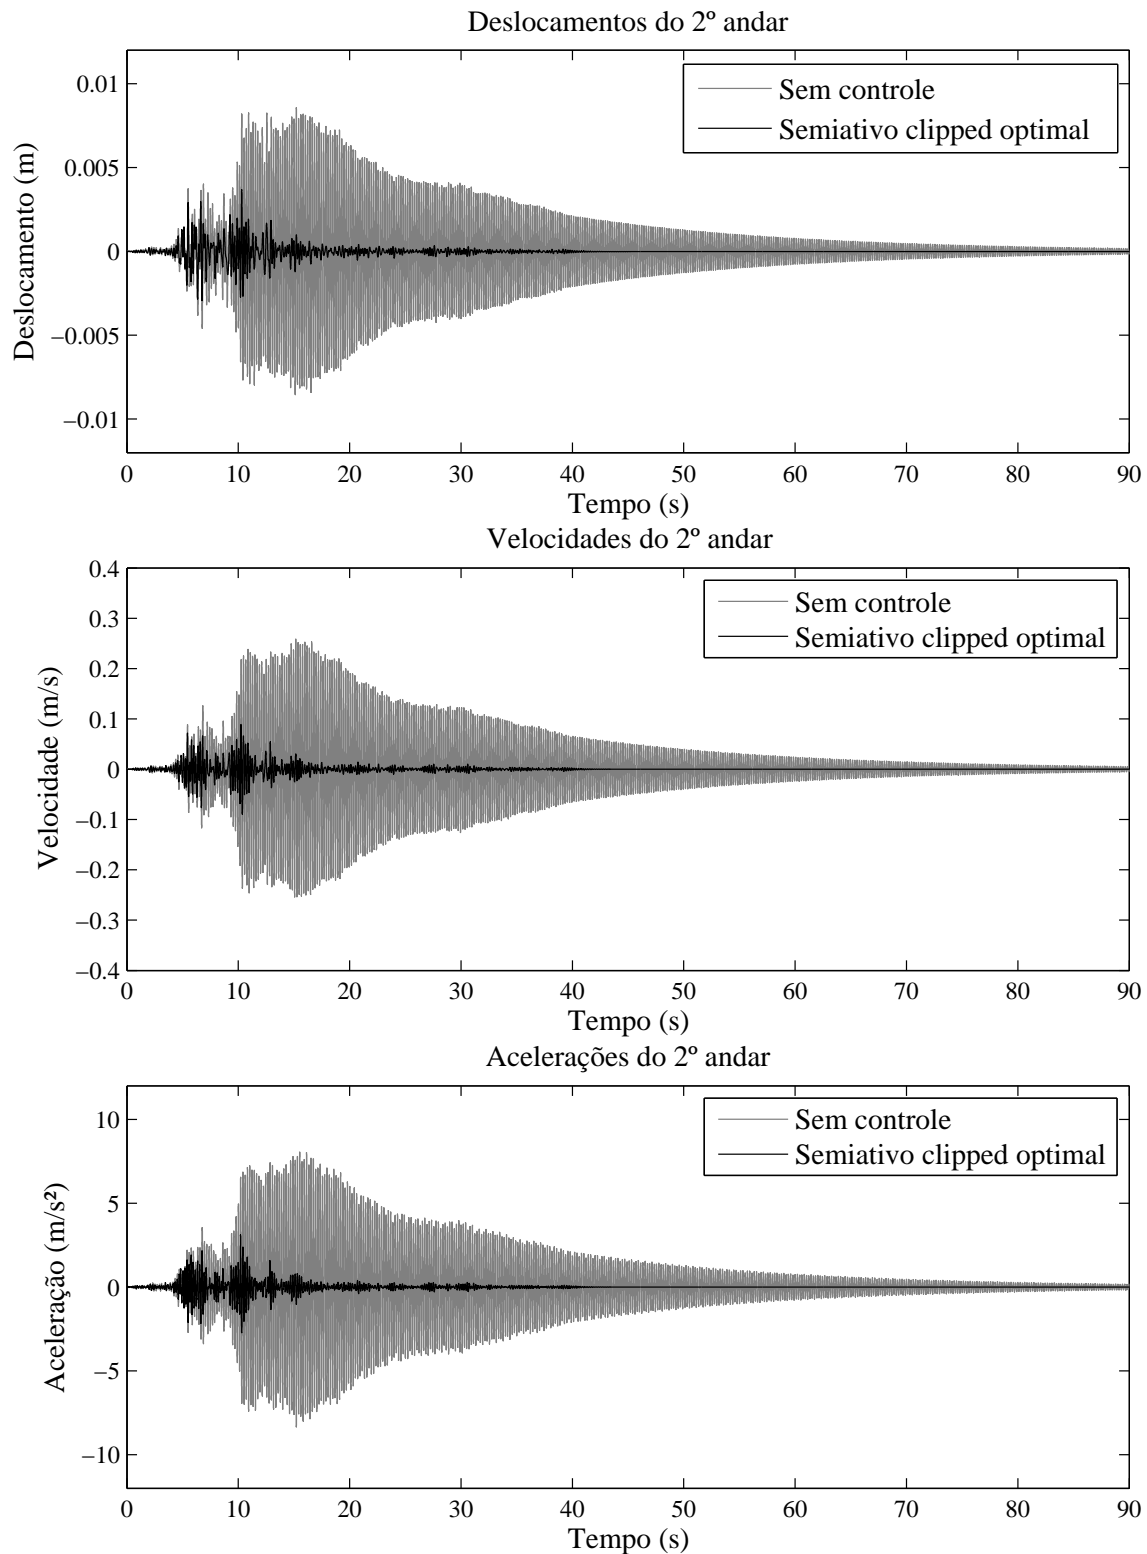 Deslocamentos do 2º andar
0.01
0.005
0
−0.005
−0.01
Deslocamento (m)
Sem controle
Semiativo clipped optimal
0 10 20 30 40 50 60 70 80 90
Tempo (s)
Velocidades do 2º andar
0.4
0.3
0.2
0.1
0
−0.1
−0.2
−0.3
−0.4
Velocidade (m/s)
Sem controle
Semiativo clipped optimal
0 10 20 30 40 50 60 70 80 90
Tempo (s)
Acelerações do 2º andar
10
5
0
−5
−10
Aceleração (m/s²)
Sem controle
Semiativo clipped optimal
0 10 20 30 40 50 60 70 80 90
Tempo (s)